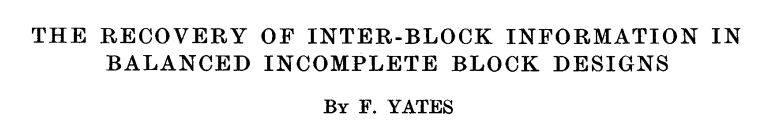 THE RECOVERY OF INTER-BLOCK INFORMATION IN
BALANCED INCOMPLETE BLOCK DESIGNS
By F. YATES